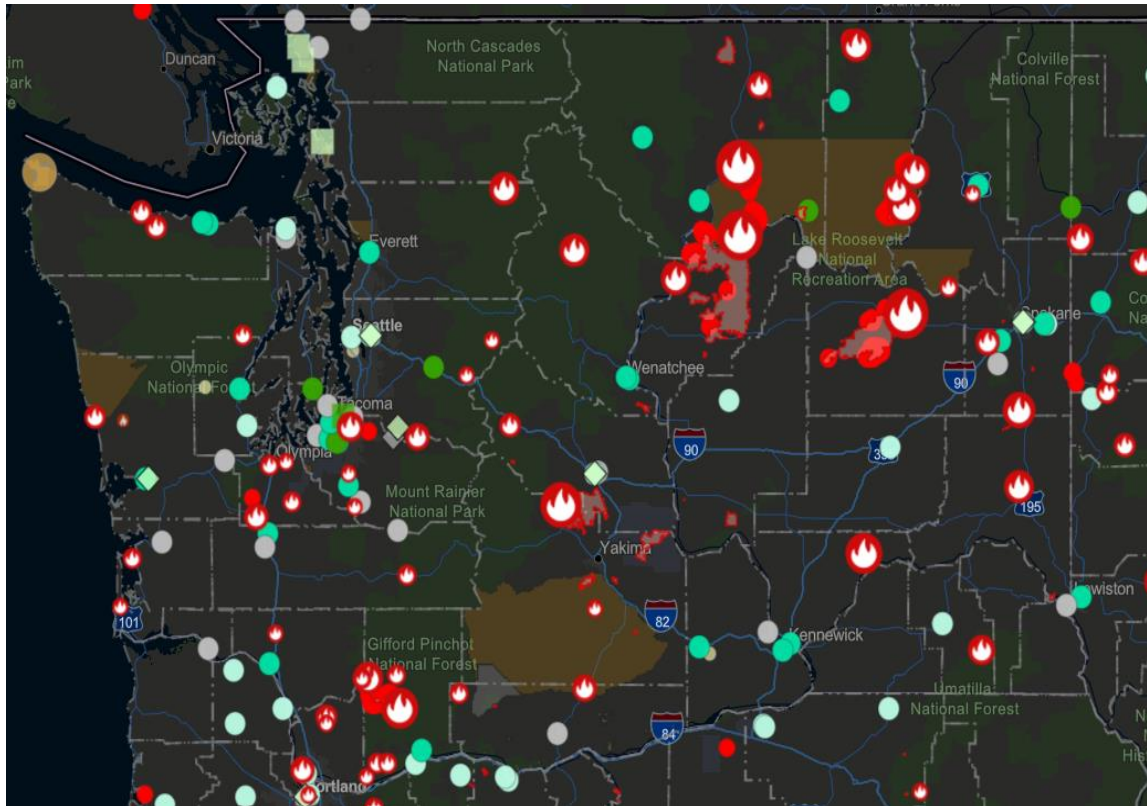 Duncan
Victoria
North Cascades
National Park
Colville
National Forest
Everett
Seattle
Lake Roosevelt
National
Recreation Area
Spokane
Olympic
National Forest
Wenatchee
90
Tacoma
Olympia
90
Mount Rainier
National Park
195
Yakima
101
82
Kennewick
Lewiston
Gifford Pinchot
National Forest
Umatilla
National Forest
84
Portland